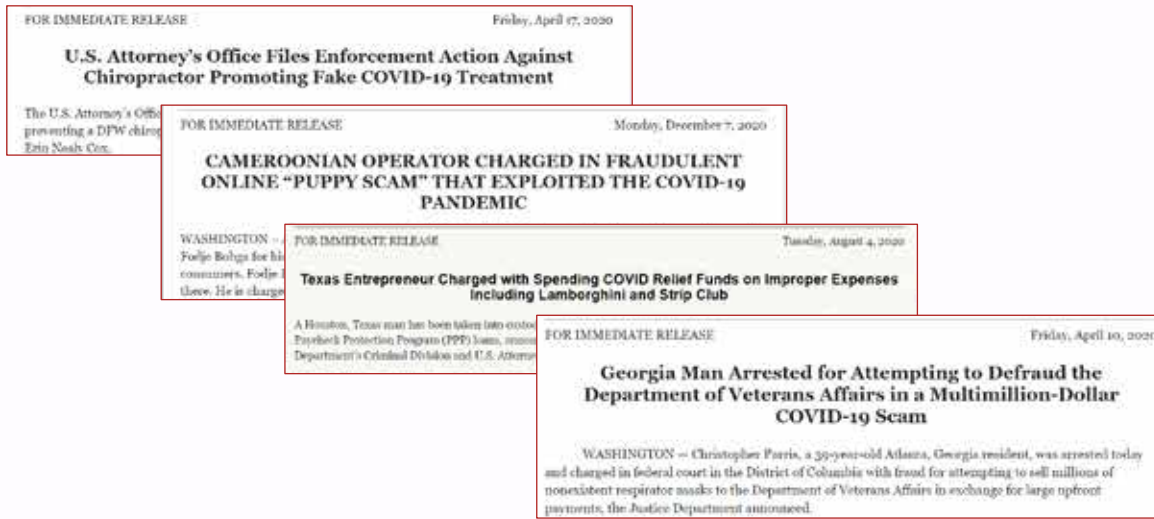 FOR IMMEDIATE RELEASE Friday, April 17, 2020
U.S. Attorney's Office Files Enforcement Action Against
Chiropractor Promoting Fake COVID-19 Treatment
The U.S. Attorney's Offic
preventing a DFW chirop
Erin Nealy Cox.
FOR IMMEDIATE RELEASE Monday, December 7, 2020
CAMEROONIAN OPERATOR CHARGED IN FRAUDULENT
ONLINE “PUPPY SCAM” THAT EXPLOITED THE COVID-19
PANDEMIC
WASHINGTON –
Fodje Bobga for hi
consumers. Fodje
there. He is charge
FOR IMMEDIATE RELEASE Tuesday, August 4, 2020
Texas Entrepreneur Charged with Spending COVID Relief Funds on Improper Expenses
Including Lamborghini and Strip Club
A Houston, Texas man has been taken into custod
Paycheck Protection Program (PPP) loans, announ
Department's Criminal Division and U.S. Attorne
FOR IMMEDIATE RELEASE Friday, April 10, 2020
Georgia Man Arrested for Attempting to Defraud the
Department of Veterans Affairs in a Multimillion-Dollar
COVID-19 Scam
WASHINGTON – Christopher Parris, a 39-year-old Atlanta, Georgia resident, was arrested today
and charged in federal court in the District of Columbia with fraud for attempting to sell millions of
nonexistent respirator masks to the Department of Veterans Affairs in exchange for large upfront
payments, the Justice Department announced.